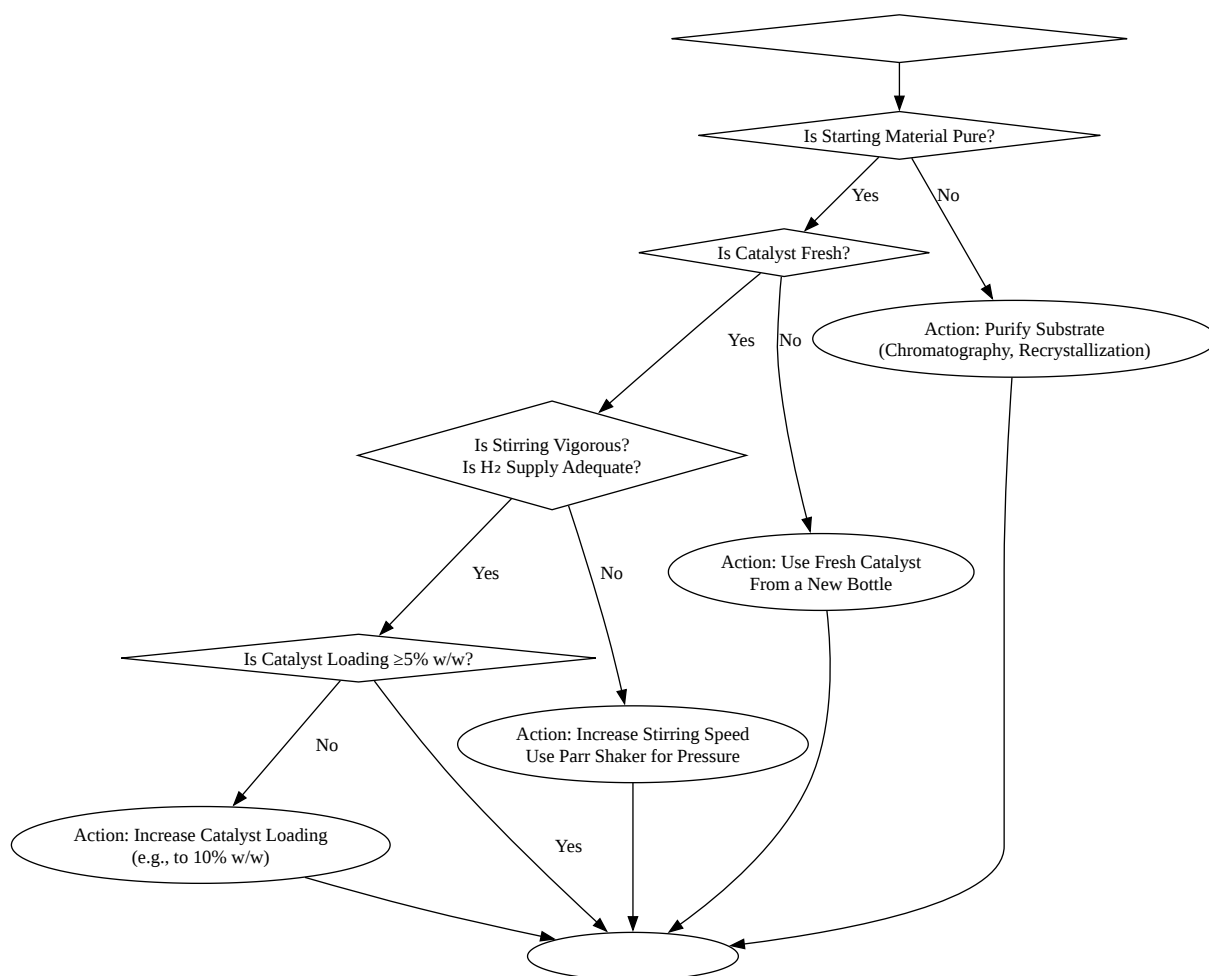 Is Starting Material Pure?
Yes
No
Is Catalyst Fresh?
Action: Purify Substrate
(Chromatography, Recrystallization)
Yes
No
Is Stirring Vigorous?
Is H₂ Supply Adequate?
Yes
No
Action: Use Fresh Catalyst
From a New Bottle
Is Catalyst Loading ≥5% w/w?
Action: Increase Stirring Speed
Use Parr Shaker for Pressure
No
Action: Increase Catalyst Loading
(e.g., to 10% w/w)
Yes